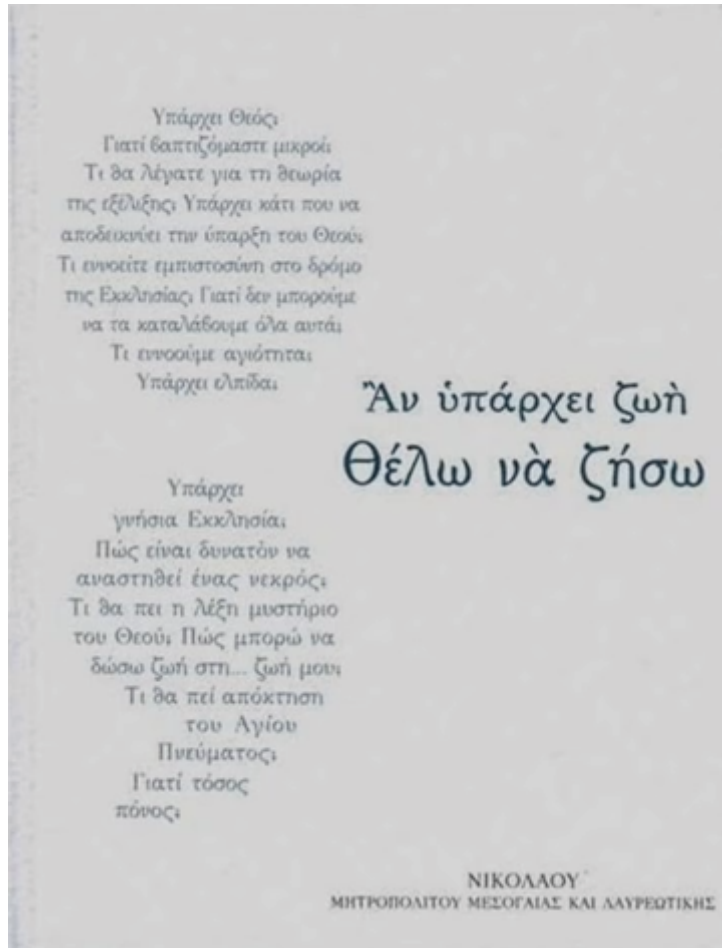 Υπάρχει Θεός;
Γιατί βαπτιζόμαστε μικροί;
Τι θα λέγατε για τη θεωρία
της εξέλιξης; Υπάρχει κάτι που να
αποδεικνύει την ύπαρξη του Θεού;
Τι εννοείτε εμπιστοσύνη στο δρόμο
της Εκκλησίας; Γιατί δεν μπορούμε
να τα καταλάβουμε όλα αυτά;
Τι εννοούμε αγιότητα;
Υπάρχει ελπίδα;
Ἂν ὑπάρχει ζωὴ
Θέλω νὰ ζήσω
Υπάρχει
γνήσια Εκκλησία;
Πώς είναι δυνατόν να
αναστηθεί ένας νεκρός;
Τι θα πει η λέξη μυστήριο
του Θεού; Πώς μπορώ να
δώσω ζωή στη... ζωή μου;
Τι θα πεί απόκτηση
του Αγίου
Πνεύματος;
Γιατί τόσος
πόνος;
ΝΙΚΟΛΑΟΥ
ΜΗΤΡΟΠΟΛΙΤΟΥ ΜΕΣΟΓΑΙΑΣ ΚΑΙ ΛΑΥΡΕΩΤΙΚΗΣ